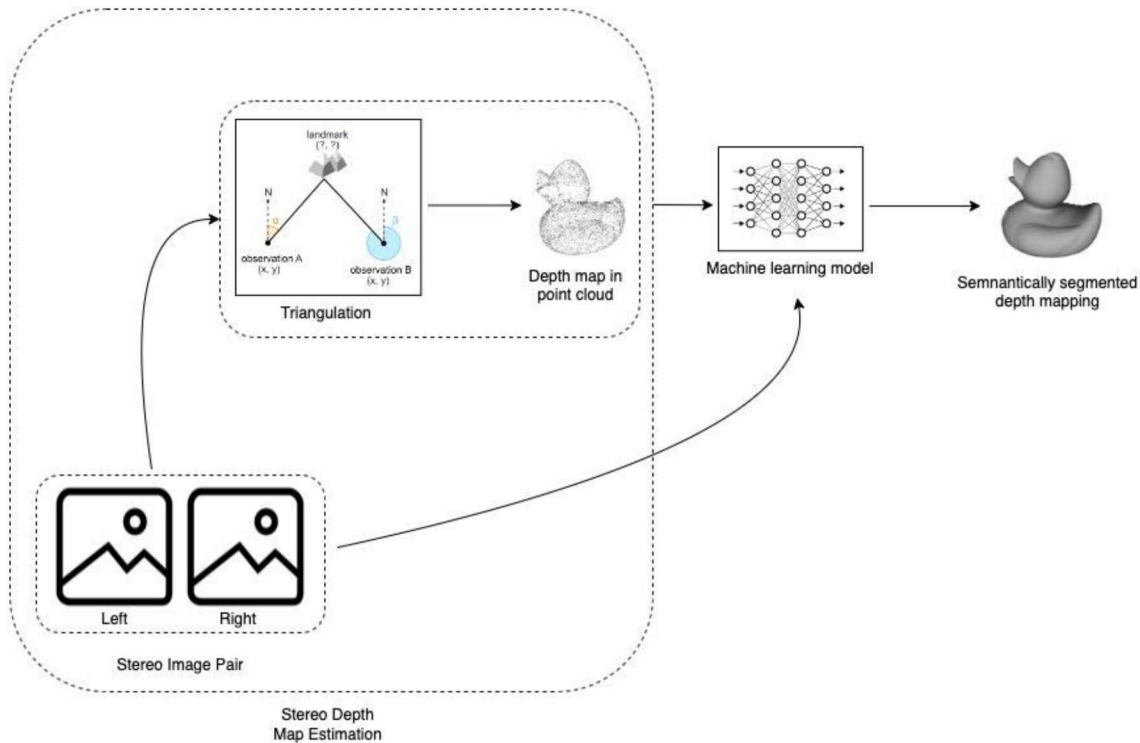 landmark
(?, ?)
N
α
N
β
observation A
(x, y)
observation B
(x, y)
Triangulation
Depth map in
point cloud
Machine learning model
Semnantically segmented
depth mapping
Left
Right
Stereo Image Pair
Stereo Depth
Map Estimation